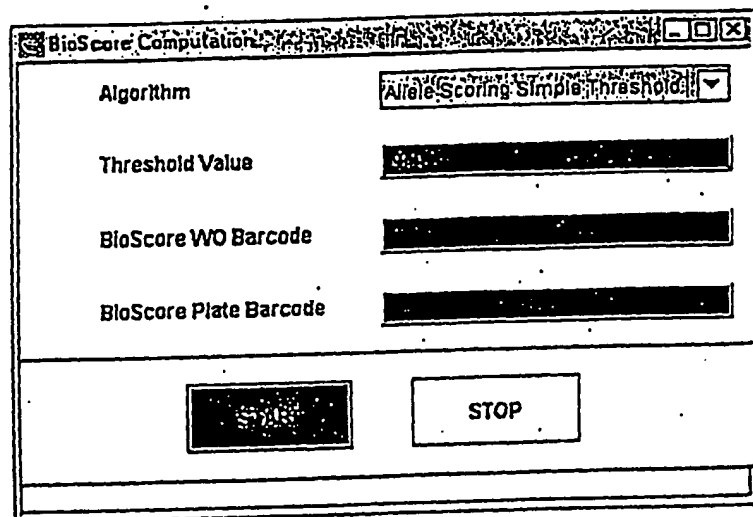 BioScore Computation
Algorithm
Allele Scoring Simple Threshold
Threshold Value
BioScore WO Barcode
BioScore Plate Barcode
STOP